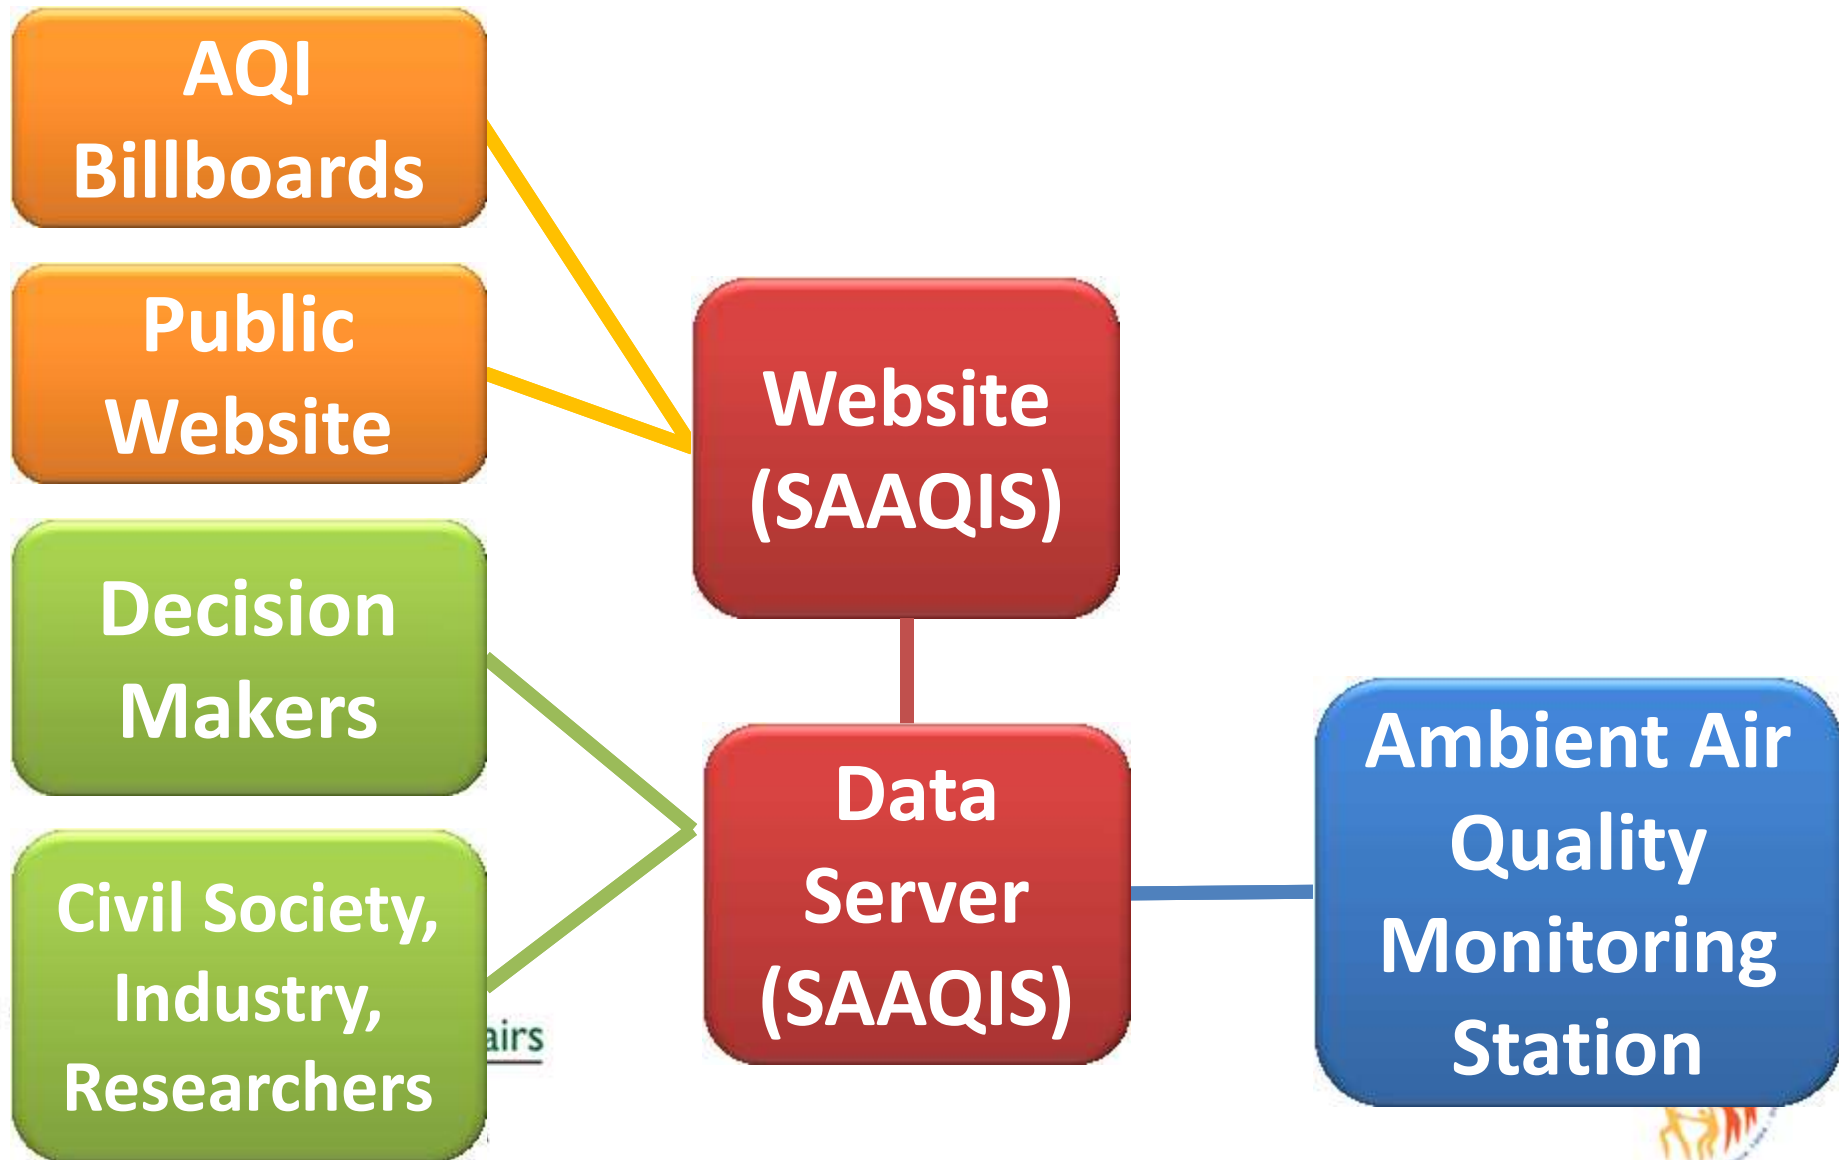 AQI
Billboards
Public
Website
Decision
Makers
Civil Society,
Industry,
Researchers
airs
Website
(SAAQIS)
Data
Server
(SAAQIS)
Ambient Air
Quality
Monitoring
Station